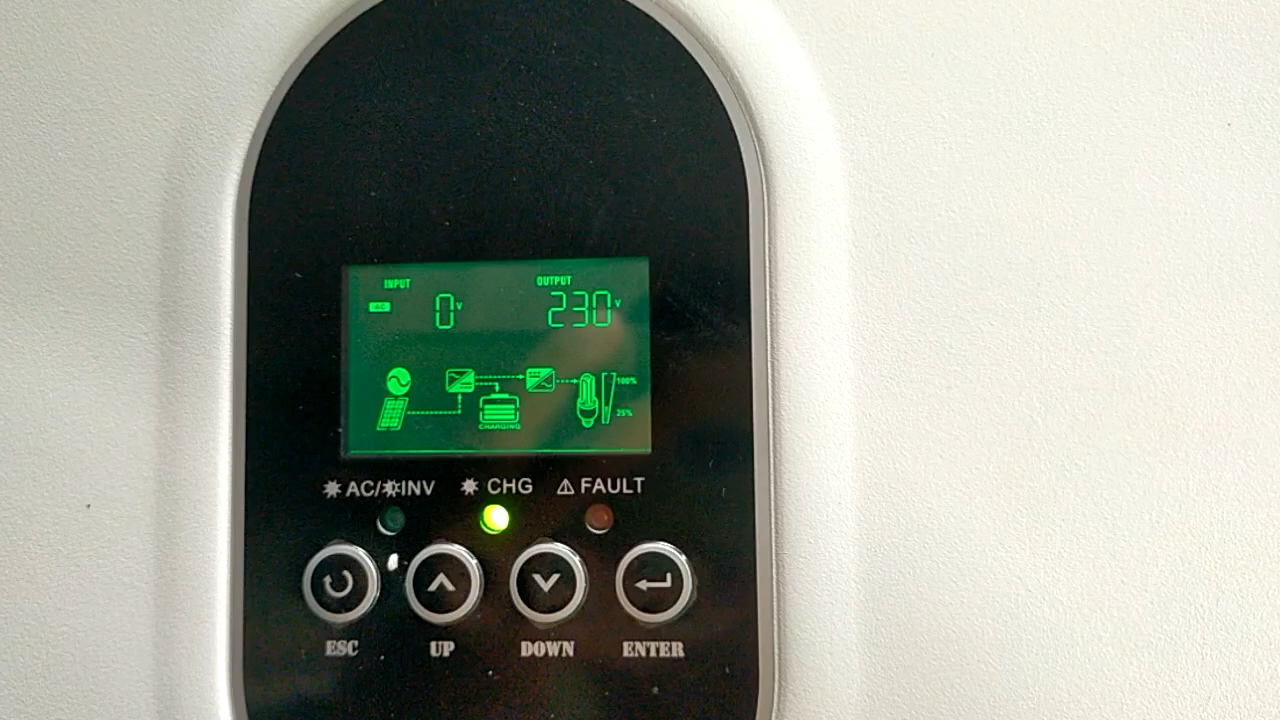 INPUT OUTPUT
AC 0V 230V
100%
25%
CHARGING
AC/INV CHG FAULT
ESC UP DOWN ENTER